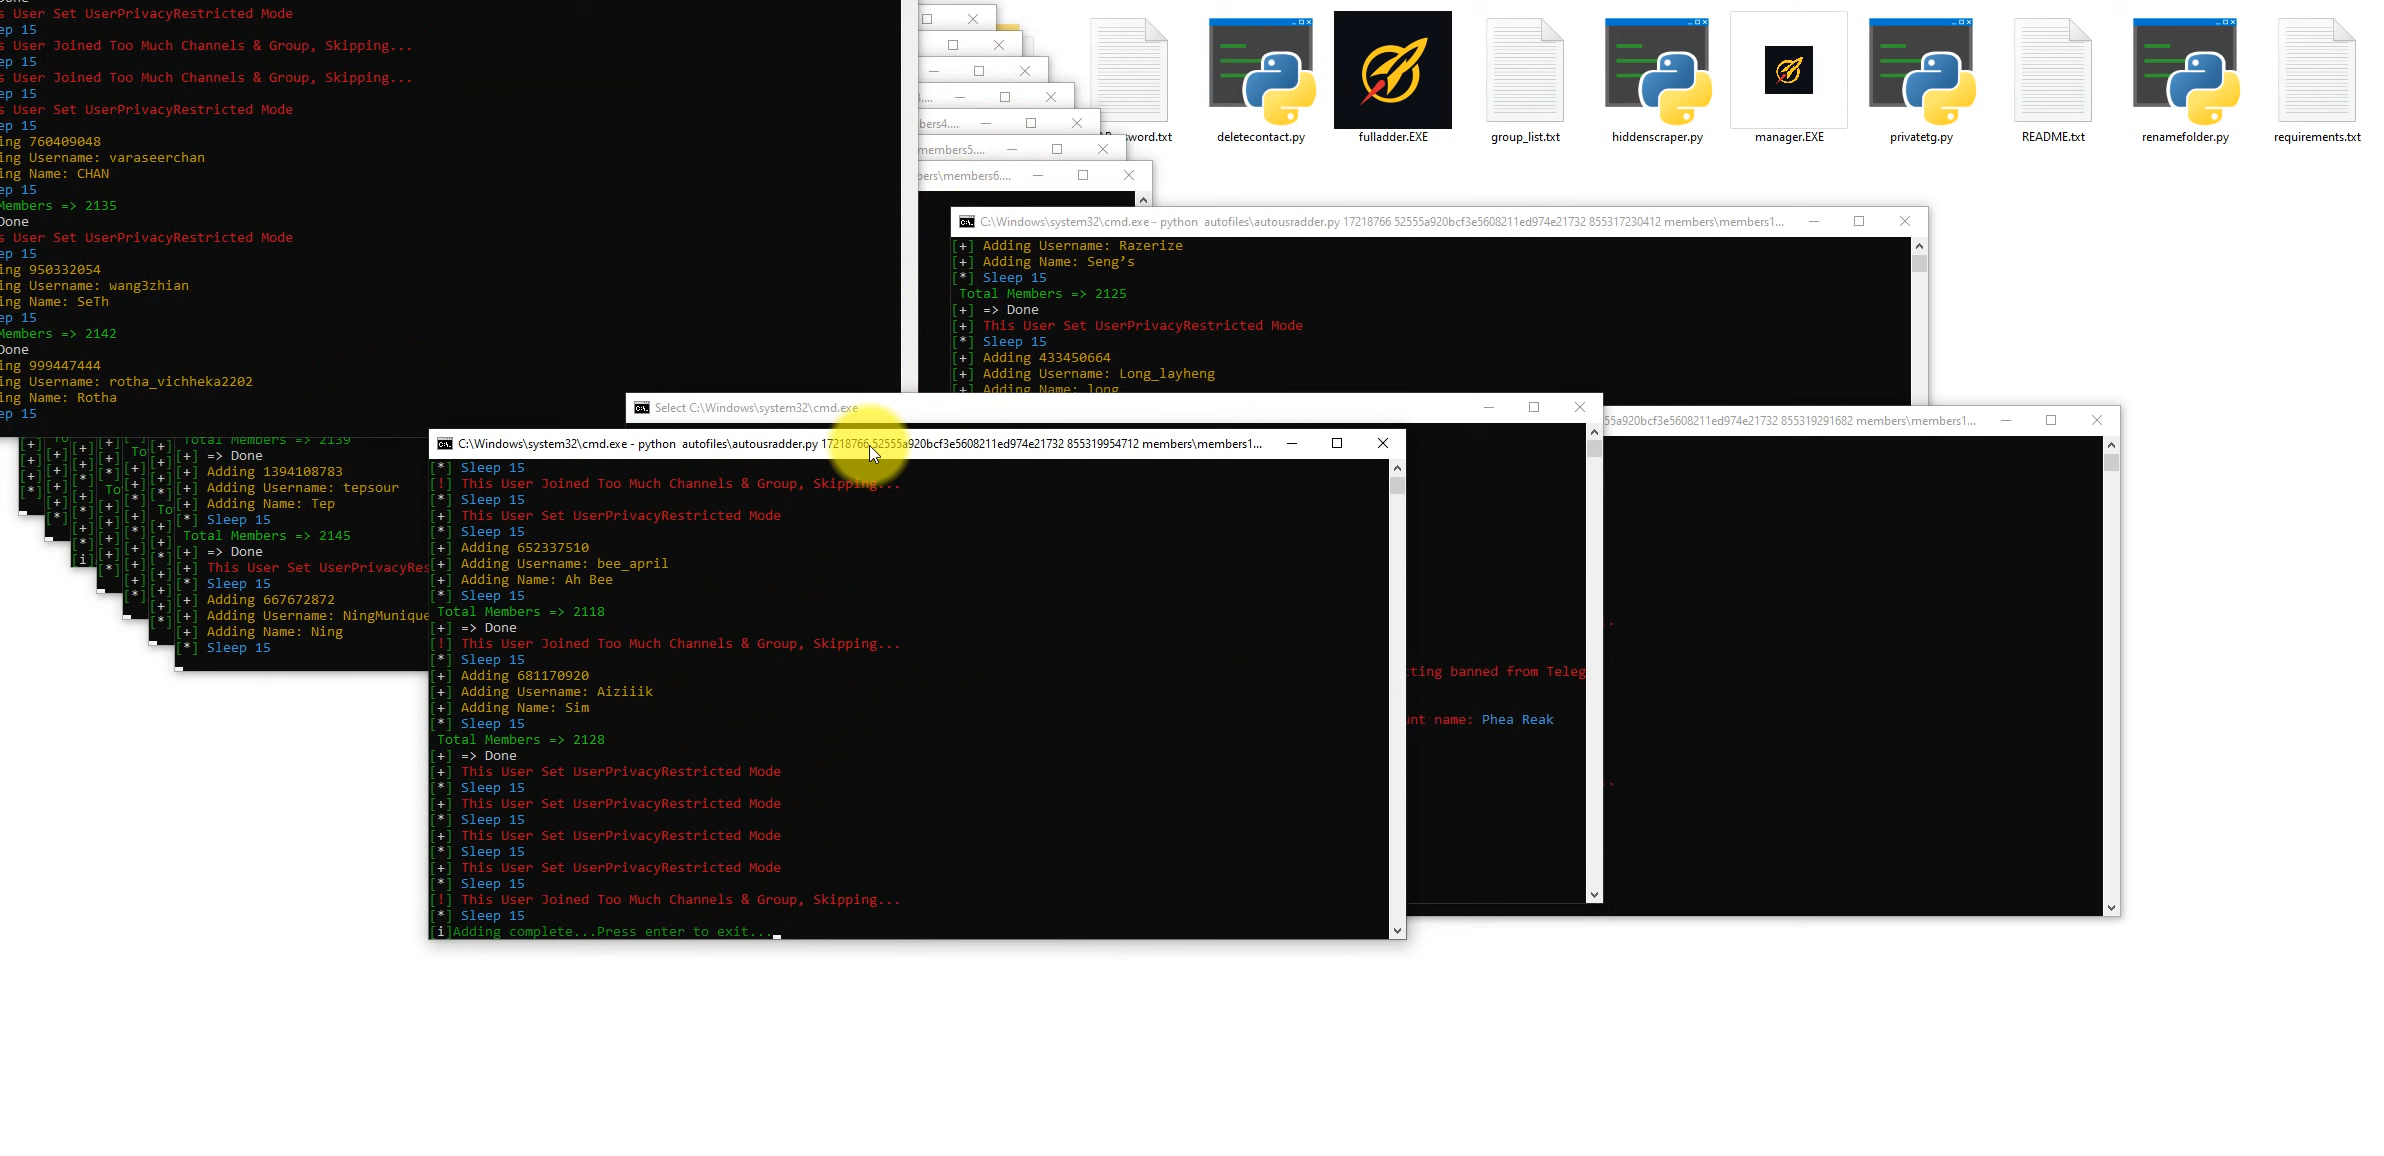 s User Set UserPrivacyRestricted Mode
ep 15
s User Joined Too Much Channels & Group, Skipping...
ep 15
s User Joined Too Much Channels & Group, Skipping...
ep 15
s User Set UserPrivacyRestricted Mode
ep 15
ing 760409048
ing Username: varaseerchan
ing Name: CHAN
ep 15
Members => 2135
Done
s User Set UserPrivacyRestricted Mode
ep 15
ing 950332054
ing Username: wang3zhian
ing Name: SeTh
ep 15
Members => 2142
Done
ing 999447444
ing Username: rotha_vichheka2202
ing Name: Rotha
ep 15
sword.txt
deletecontact.py
fulladder.EXE
group_list.txt
hiddenscraper.py
manager.EXE
privatetg.py
README.txt
renamefolder.py
requirements.txt
bers4....
members5....
bers\members6....
C:\Windows\system32\cmd.exe - python autofiles\autousradder.py 17218766 52555a920bcf3e5608211ed974e21732 855317230412 members\members1...
[+] Adding Username: Razerize
[+] Adding Name: Seng's
[*] Sleep 15
Total Members => 2125
[+] => Done
[+] This User Set UserPrivacyRestricted Mode
[*] Sleep 15
[+] Adding 433450664
[+] Adding Username: Long_layheng
[+] Adding Name: long
Select C:\Windows\system32\cmd.exe
55a920bcf3e5608211ed974e21732 855319291682 members\members1...
tting banned from Teleg
unt name: Phea Reak
Total Members => 2139
[+] => Done
[+] Adding 1394108783
[+] Adding Username: tepsour
[+] Adding Name: Tep
[*] Sleep 15
Total Members => 2145
[+] => Done
[+] This User Set UserPrivacyRes
[*] Sleep 15
[+] Adding 667672872
[+] Adding Username: NingMunique
[+] Adding Name: Ning
[*] Sleep 15
C:\Windows\system32\cmd.exe - python autofiles\autousradder.py 17218766 52555a920bcf3e5608211ed974e21732 855319954712 members\members1...
[*] Sleep 15
[!] This User Joined Too Much Channels & Group, Skipping...
[*] Sleep 15
[+] This User Set UserPrivacyRestricted Mode
[*] Sleep 15
[+] Adding 652337510
[+] Adding Username: bee_april
[+] Adding Name: Ah Bee
[*] Sleep 15
Total Members => 2118
[+] => Done
[!] This User Joined Too Much Channels & Group, Skipping...
[*] Sleep 15
[+] Adding 681170920
[+] Adding Username: Aiziiik
[+] Adding Name: Sim
[*] Sleep 15
Total Members => 2128
[+] => Done
[+] This User Set UserPrivacyRestricted Mode
[*] Sleep 15
[+] This User Set UserPrivacyRestricted Mode
[*] Sleep 15
[+] This User Set UserPrivacyRestricted Mode
[*] Sleep 15
[+] This User Set UserPrivacyRestricted Mode
[*] Sleep 15
[!] This User Joined Too Much Channels & Group, Skipping...
[*] Sleep 15
[i]Adding complete...Press enter to exit...